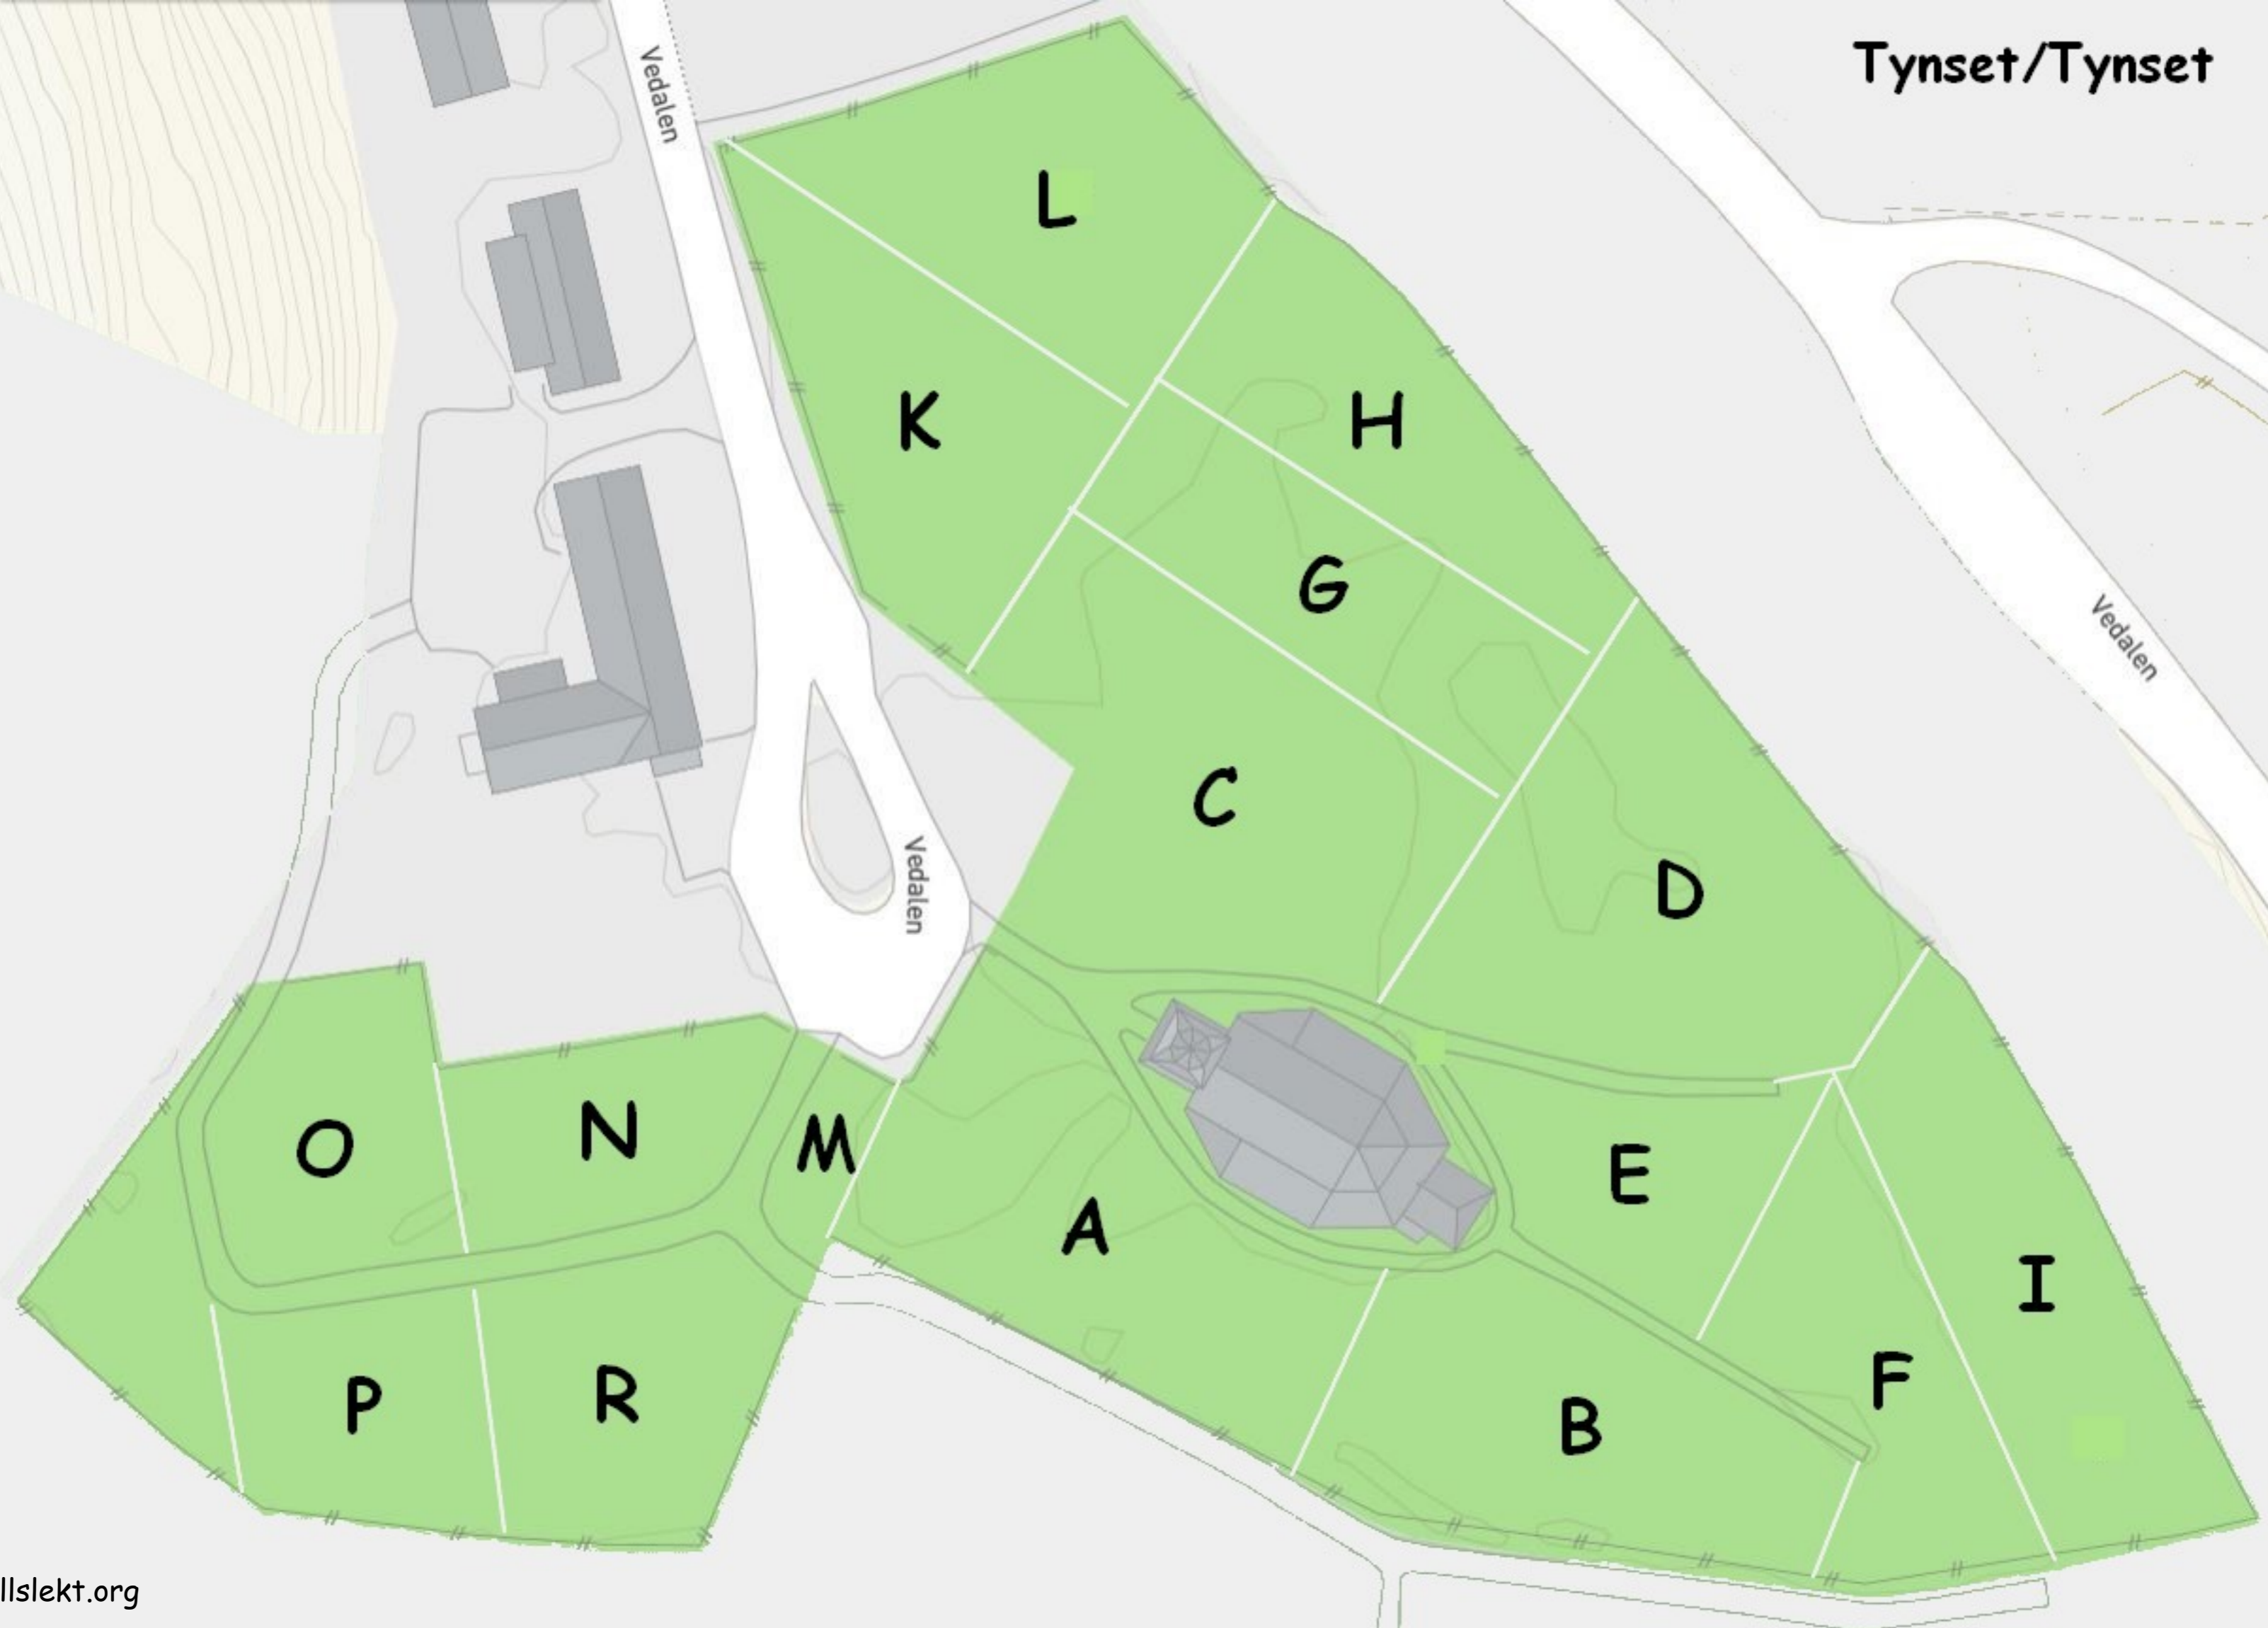 Tynset/Tynset
Vedalen
L
K
H
G
Vedalen
C
Vedalen
D
O
N
M
A
E
I
P
R
B
F
llslekt.org